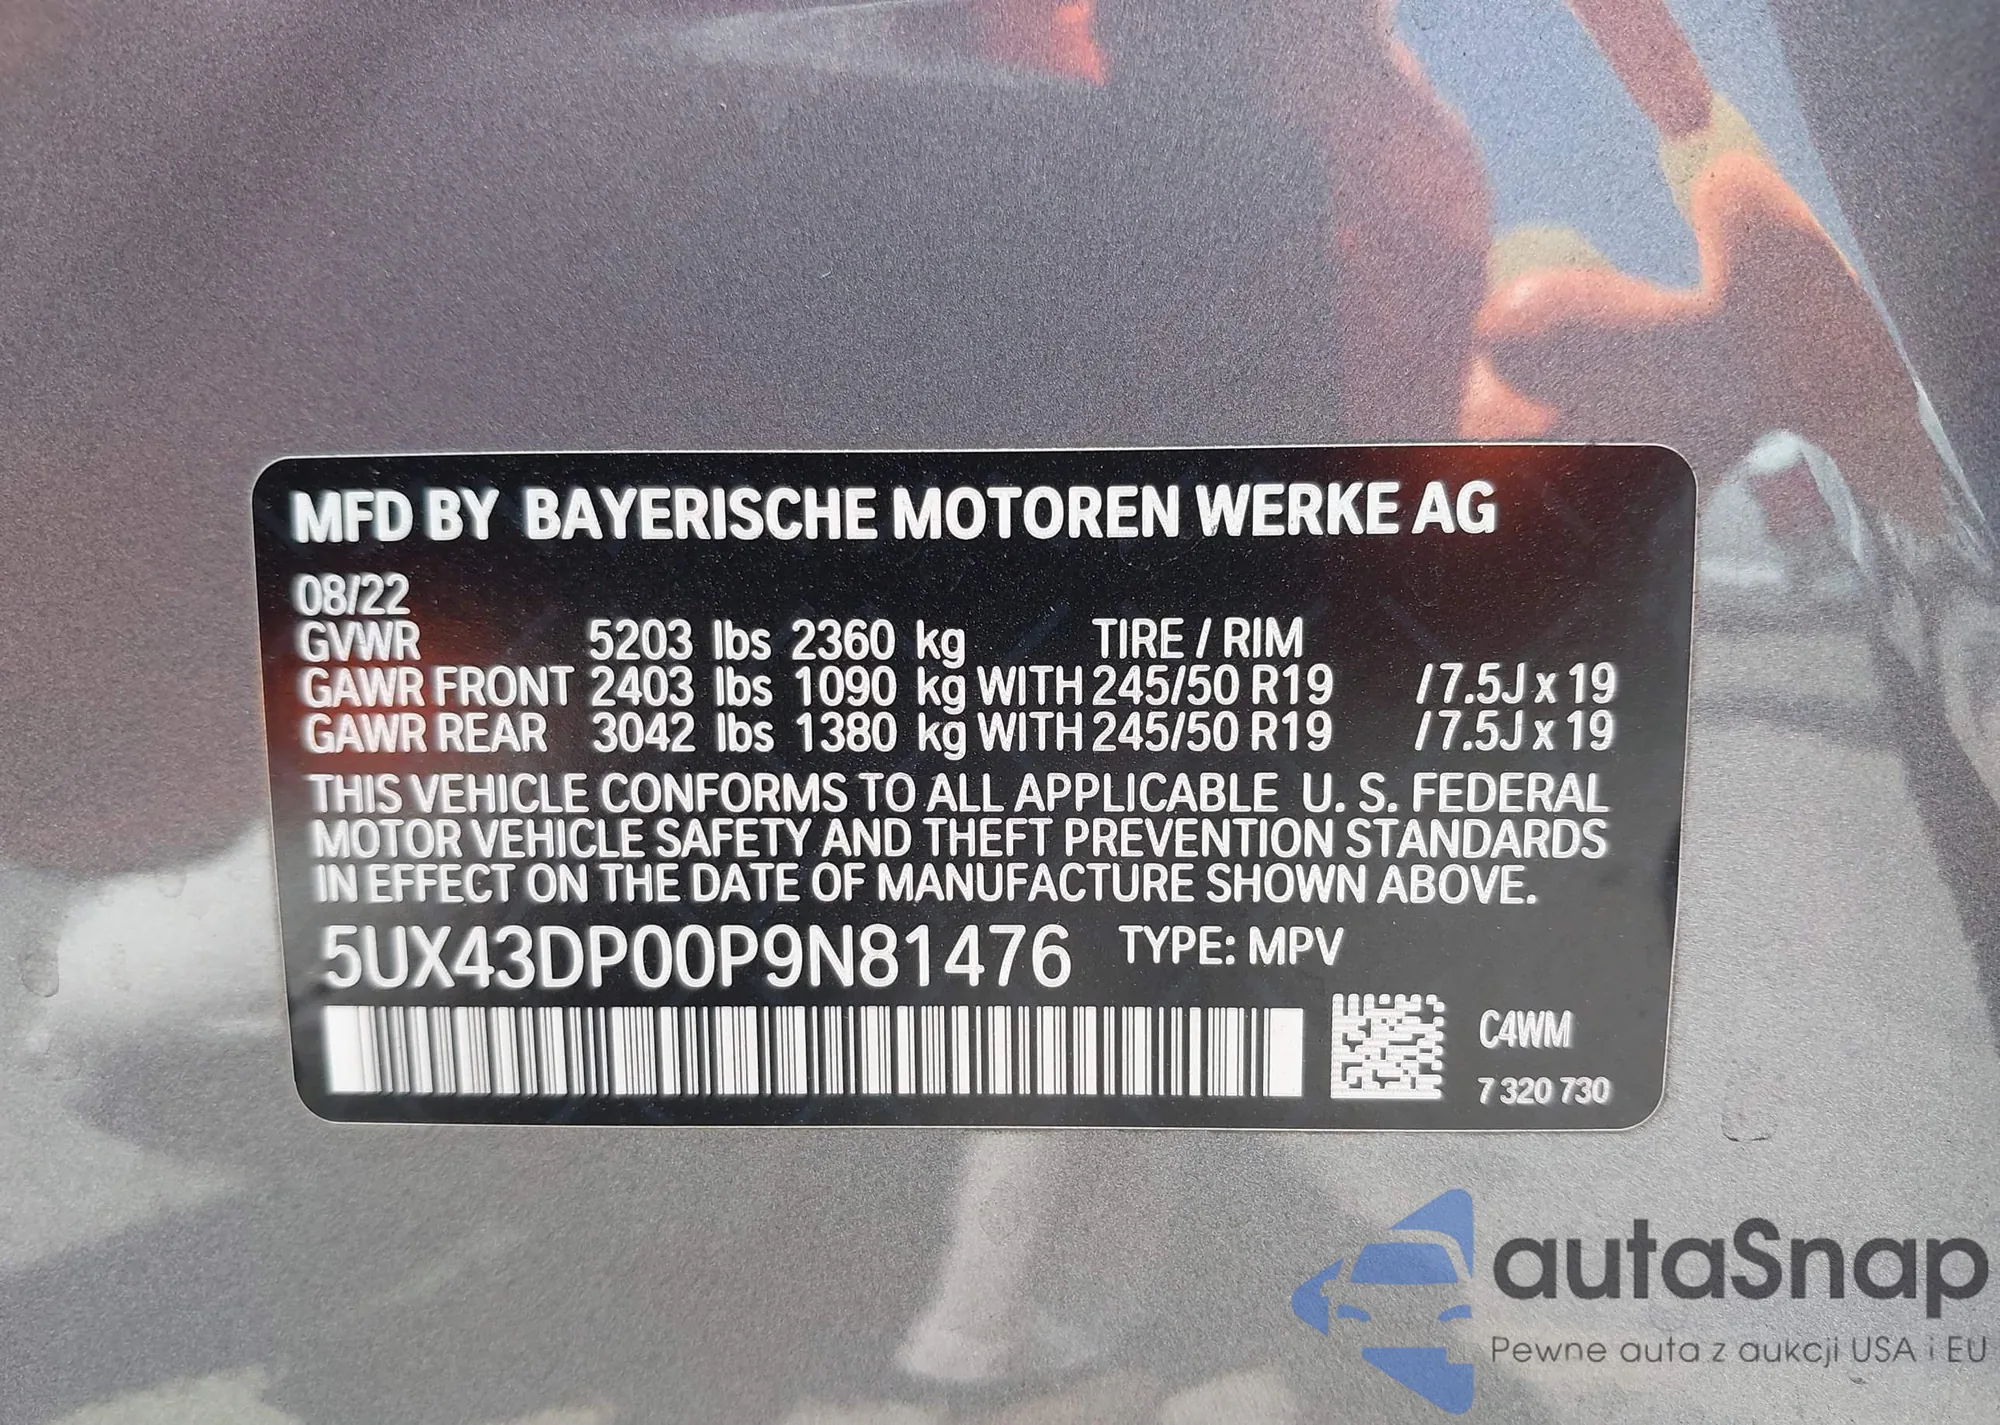 MFD BY BAYERISCHE MOTOREN WERKE AG
08/22
GVWR 5203 lbs 2360 kg TIRE / RIM
GAWR FRONT 2403 lbs 1090 kg WITH 245/50 R19 /7.5J x 19
GAWR REAR 3042 lbs 1380 kg WITH 245/50 R19 /7.5J x 19
THIS VEHICLE CONFORMS TO ALL APPLICABLE U. S. FEDERAL
MOTOR VEHICLE SAFETY AND THEFT PREVENTION STANDARDS
IN EFFECT ON THE DATE OF MANUFACTURE SHOWN ABOVE.
5UX43DP00P9N81476 TYPE: MPV
C4WM
7 320 730
autaSnap
Pewne auta z aukcji USA i EU